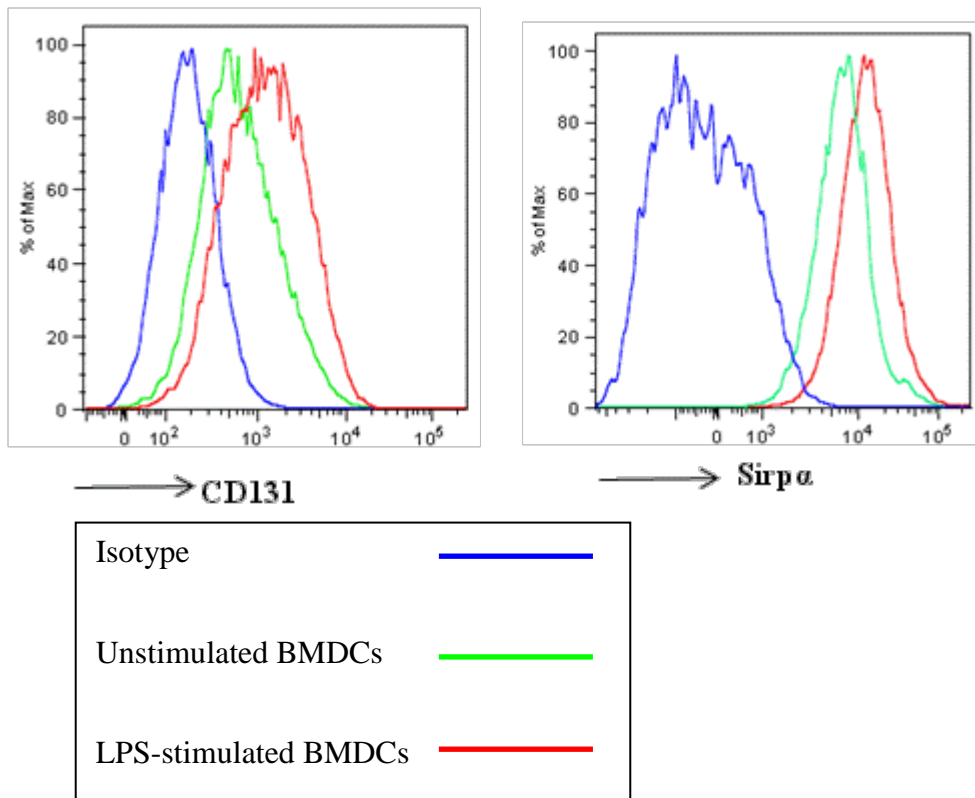 100
80
60
40
20
0
% of Max
0 10² 10³ 10⁴ 10⁵
CD131
100
80
60
40
20
0
% of Max
0 10³ 10⁴ 10⁵
Sirpα
Isotype
Unstimulated BMDCs
LPS-stimulated BMDCs